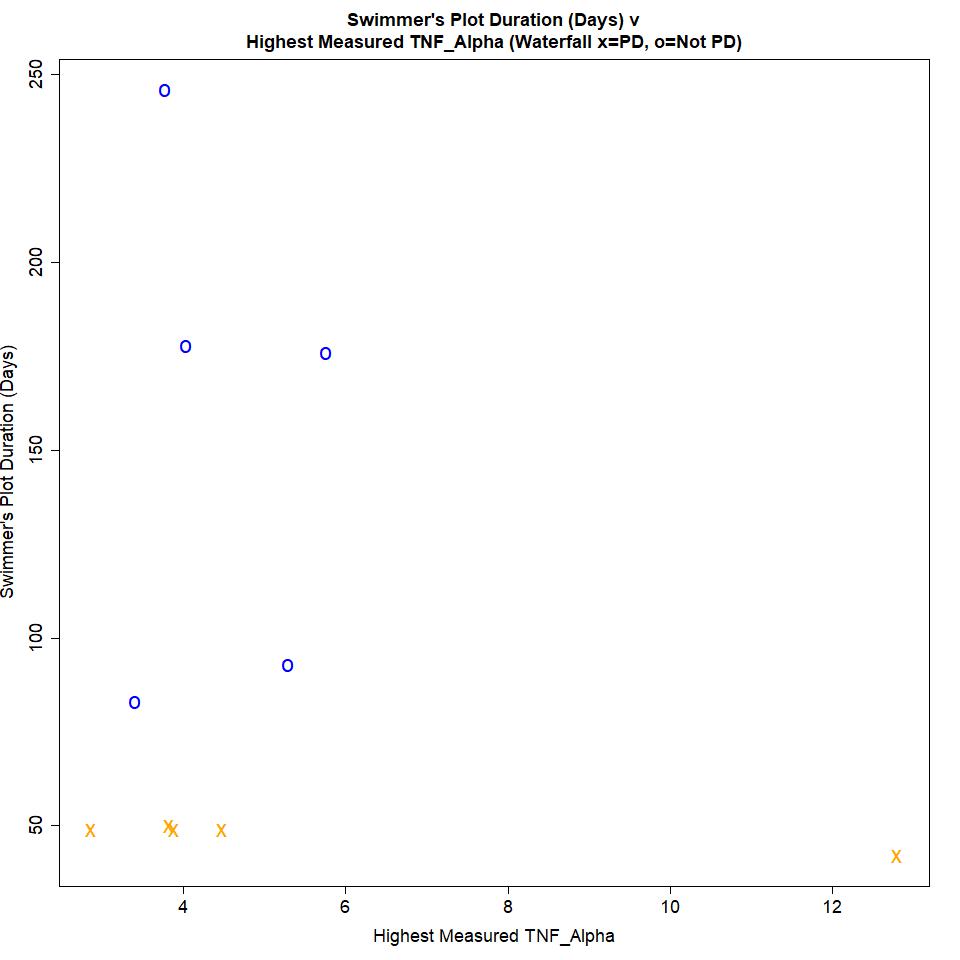 Swimmer's Plot Duration (Days) v
Highest Measured TNF_Alpha (Waterfall x=PD, o=Not PD)
Swimmer's Plot Duration (Days)
250
200
150
100
50
o
o
o
o
o
x
x
x
x
x
4
6
8
10
12
Highest Measured TNF_Alpha